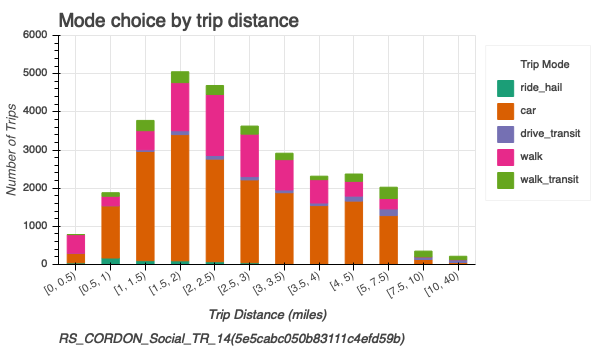 Mode choice by trip distance
Number of Trips
6000
5000
4000
3000
2000
1000
0
[0, 0.5)
[0.5, 1)
[1, 1.5)
[1.5, 2)
[2, 2.5)
[2.5, 3)
[3, 3.5)
[3.5, 4)
[4, 5)
[5, 7.5)
[7.5, 10)
[10, 40)
Trip Distance (miles)
RS_CORDON_Social_TR_14(5e5cabc050b83111c4efd59b)
Trip Mode
ride_hail
car
drive_transit
walk
walk_transit